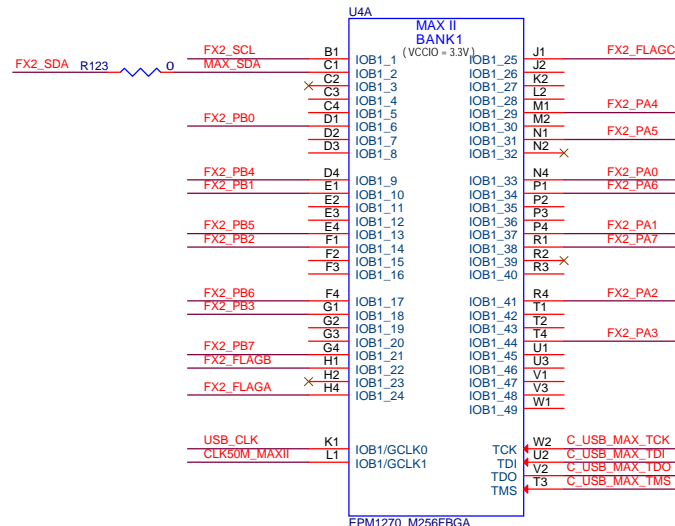 U4A
MAX II
BANK1
( VCCIO = 3.3V )
FX2_SCL B1 IOB1_1 IOB1_25 J1 FX2_FLAGC
FX2_SDA R123 0 MAX_SDA C1 IOB1_2 IOB1_26 J2
C2 IOB1_3 IOB1_27 K2
C3 IOB1_4 IOB1_28 L2
C4 IOB1_5 IOB1_29 M1 FX2_PA4
FX2_PB0 D1 IOB1_6 IOB1_30 M2
D2 IOB1_7 IOB1_31 N1 FX2_PA5
D3 IOB1_8 IOB1_32 N2
FX2_PB4 D4 IOB1_9 IOB1_33 N4 FX2_PA0
FX2_PB1 E1 IOB1_10 IOB1_34 P1 FX2_PA6
E2 IOB1_11 IOB1_35 P2
E3 IOB1_12 IOB1_36 P3
FX2_PB5 E4 IOB1_13 IOB1_37 P4 FX2_PA1
FX2_PB2 F1 IOB1_14 IOB1_38 R1 FX2_PA7
F2 IOB1_15 IOB1_39 R2
F3 IOB1_16 IOB1_40 R3
FX2_PB6 F4 IOB1_17 IOB1_41 R4 FX2_PA2
FX2_PB3 G1 IOB1_18 IOB1_42 T1
G2 IOB1_19 IOB1_43 T2
G3 IOB1_20 IOB1_44 T4 FX2_PA3
FX2_PB7 G4 IOB1_21 IOB1_45 U1
FX2_FLAGB H1 IOB1_22 IOB1_46 U3
H2 IOB1_23 IOB1_47 V1
FX2_FLAGA H4 IOB1_24 IOB1_48 V3
IOB1_49 W1
USB_CLK K1 IOB1/GCLK0 TCK W2 C_USB_MAX_TCK
CLK50M_MAXII L1 IOB1/GCLK1 TDI U2 C_USB_MAX_TDI
TDO V2 C_USB_MAX_TDO
TMS T3 C_USB_MAX_TMS
EPM1270_M256FBGA